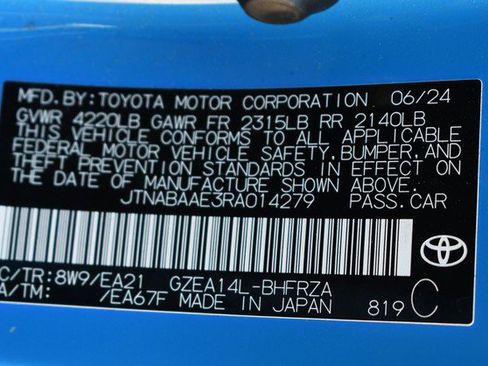 MFD.BY:TOYOTA MOTOR CORPORATION 06/24
GVWR 4220LB GAWR FR 2315LB RR 2140LB
THIS VEHICLE CONFORMS TO ALL APPLICABLE
FEDERAL MOTOR VEHICLE SAFETY,BUMPER,AND
THEFT PREVENTION STANDARDS IN EFFECT ON
THE DATE OF MANUFACTURE SHOWN ABOVE.
JTNABAAE3RA014279 PASS.CAR
TOYOTA
C/TR:8W9/EA21 GZEA14L-BHFRZA
A/TM: /EA67F MADE IN JAPAN 819 C